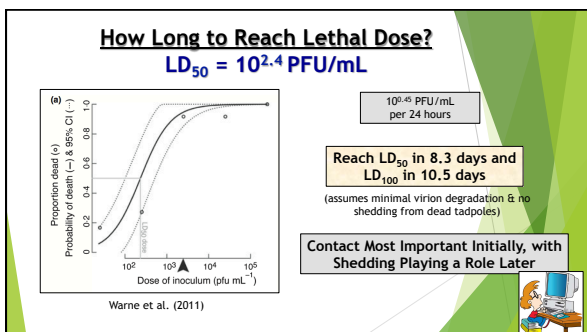 How Long to Reach Lethal Dose?
LD50 = 10^2.4 PFU/mL
(a)
Proportion dead (o)
Probability of death (—) & 95% CI (··)
1.0
0.8
0.6
0.4
0.2
0
LD50 dose
10^2
10^3
10^4
10^5
Dose of inoculum (pfu mL^−1)
Warne et al. (2011)
10^0.45 PFU/mL
per 24 hours
Reach LD50 in 8.3 days and
LD100 in 10.5 days
(assumes minimal virion degradation & no
shedding from dead tadpoles)
Contact Most Important Initially, with
Shedding Playing a Role Later